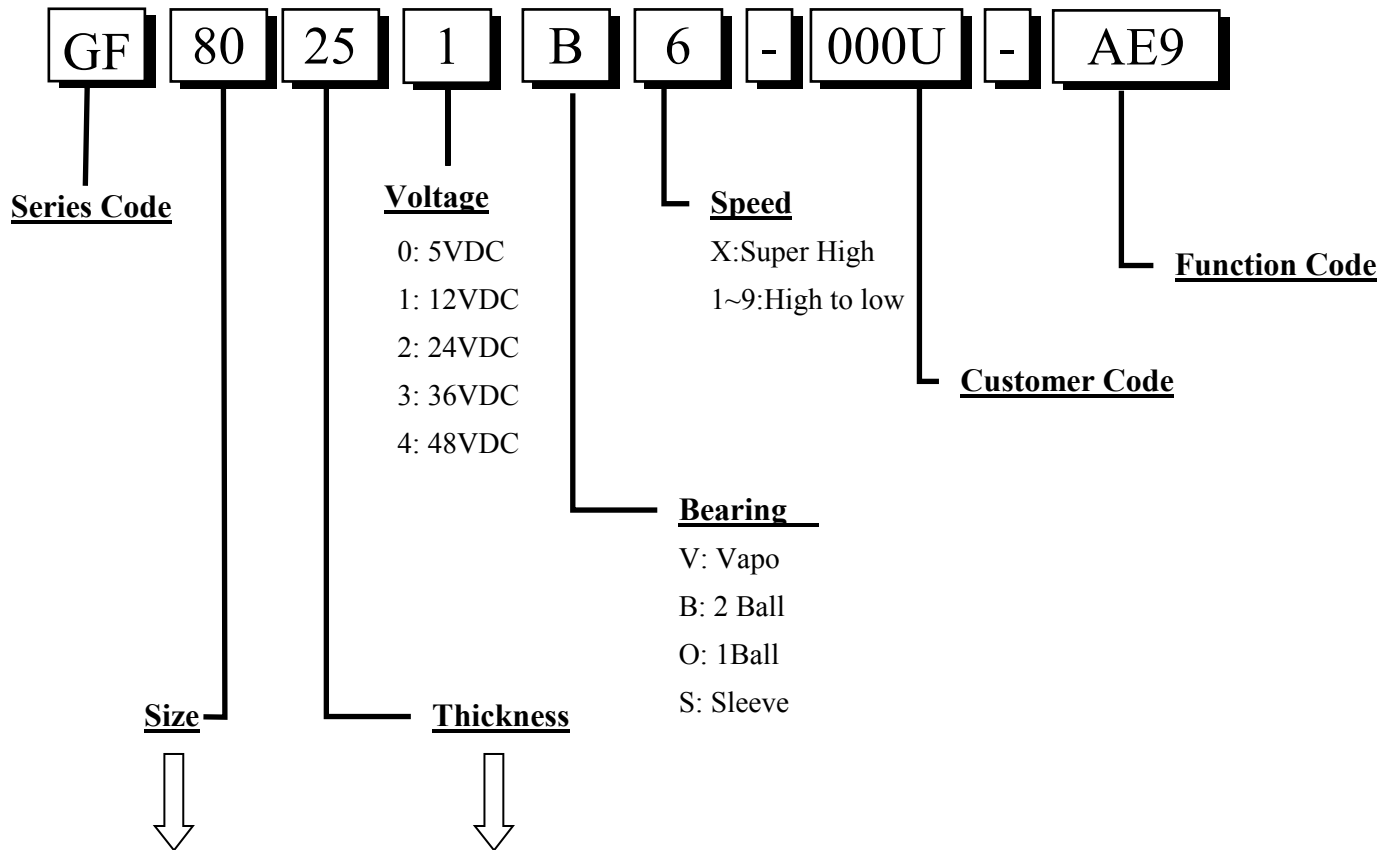 GF 80 25 1 B 6 - 000U - AE9
Series Code
Voltage
0: 5VDC
1: 12VDC
2: 24VDC
3: 36VDC
4: 48VDC
Speed
X:Super High
1~9:High to low
Function Code
Customer Code
Bearing
V: Vapo
B: 2 Ball
O: 1Ball
S: Sleeve
Size
Thickness